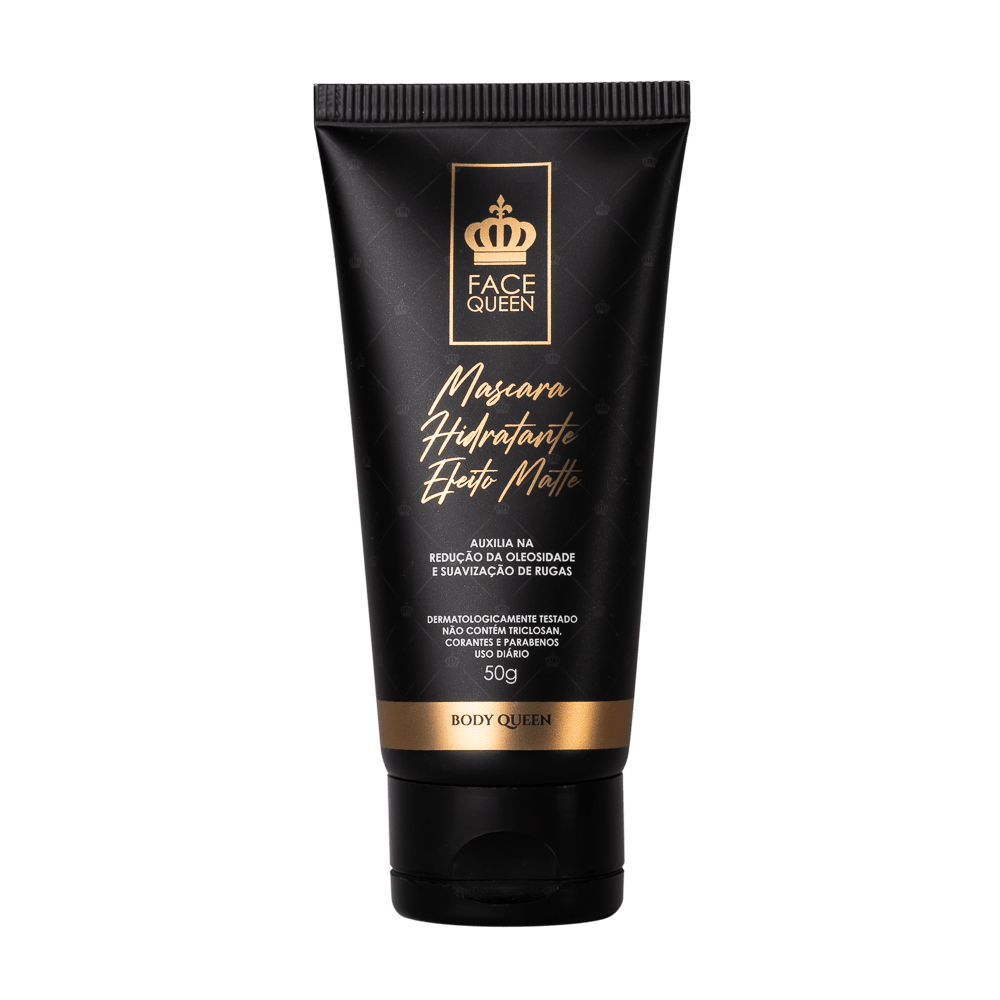 FACE
QUEEN
Mascara
Hidratante
Efeito Matte
AUXILIA NA
REDUÇÃO DA OLEOSIDADE
E SUAVIZAÇÃO DE RUGAS
DERMATOLOGICAMENTE TESTADO
NÃO CONTÉM TRICLOSAN,
CORANTES E PARABENOS
USO DIÁRIO
50g
BODY QUEEN